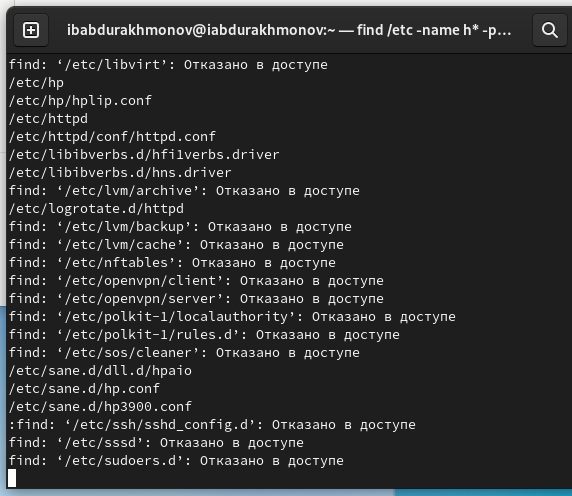 ibabdurakhmonov@iabdurakhmonov:~ — find /etc -name h* -p...
find: ‘/etc/libvirt’: Отказано в доступе
/etc/hp
/etc/hp/hplip.conf
/etc/httpd
/etc/httpd/conf/httpd.conf
/etc/libibverbs.d/hfi1verbs.driver
/etc/libibverbs.d/hns.driver
find: ‘/etc/lvm/archive’: Отказано в доступе
/etc/logrotate.d/httpd
find: ‘/etc/lvm/backup’: Отказано в доступе
find: ‘/etc/lvm/cache’: Отказано в доступе
find: ‘/etc/nftables’: Отказано в доступе
find: ‘/etc/openvpn/client’: Отказано в доступе
find: ‘/etc/openvpn/server’: Отказано в доступе
find: ‘/etc/polkit-1/localauthority’: Отказано в доступе
find: ‘/etc/polkit-1/rules.d’: Отказано в доступе
find: ‘/etc/sos/cleaner’: Отказано в доступе
/etc/sane.d/dll.d/hpaio
/etc/sane.d/hp.conf
/etc/sane.d/hp3900.conf
:find: ‘/etc/ssh/sshd_config.d’: Отказано в доступе
find: ‘/etc/sssd’: Отказано в доступе
find: ‘/etc/sudoers.d’: Отказано в доступе